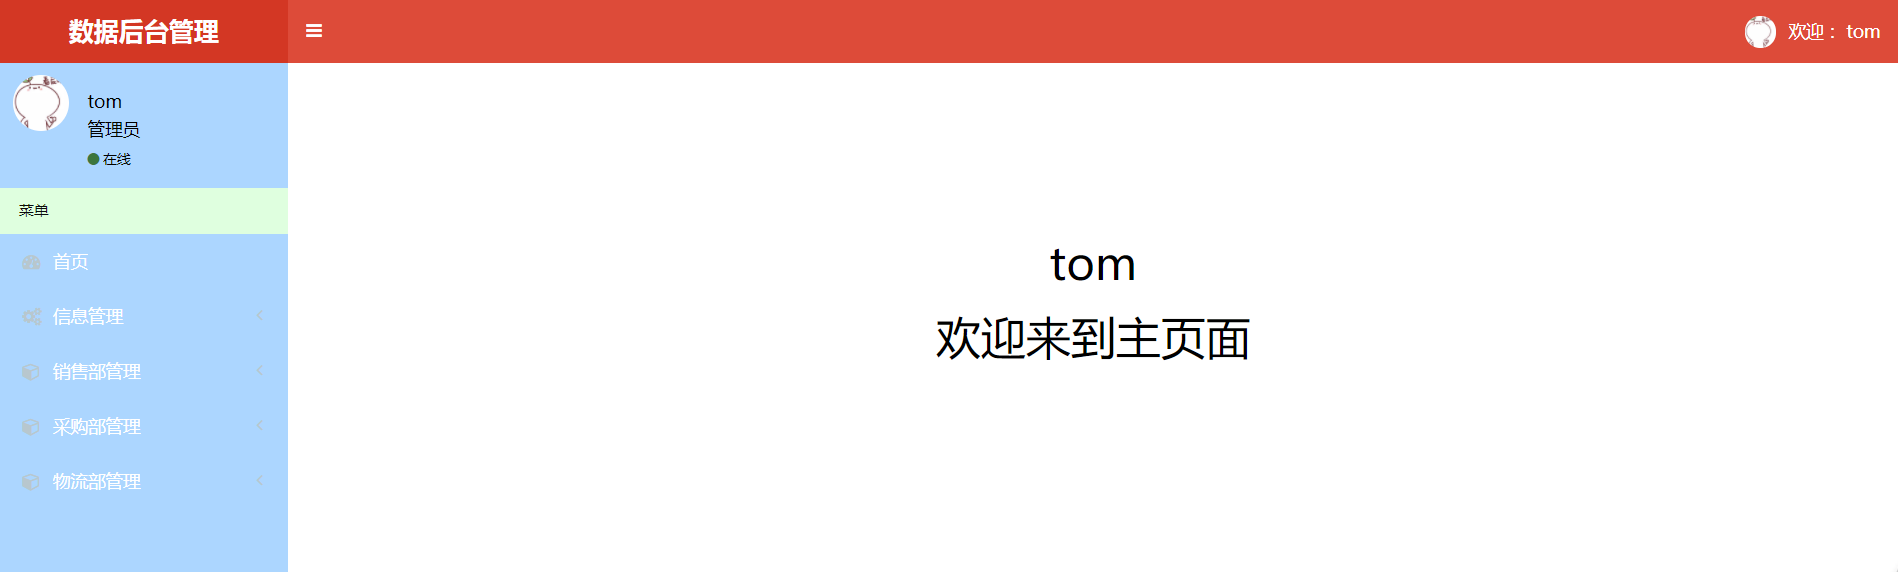 数据后台管理
欢迎： tom
tom
管理员
在线
菜单
首页
信息管理
销售部管理
采购部管理
物流部管理
tom
欢迎来到主页面